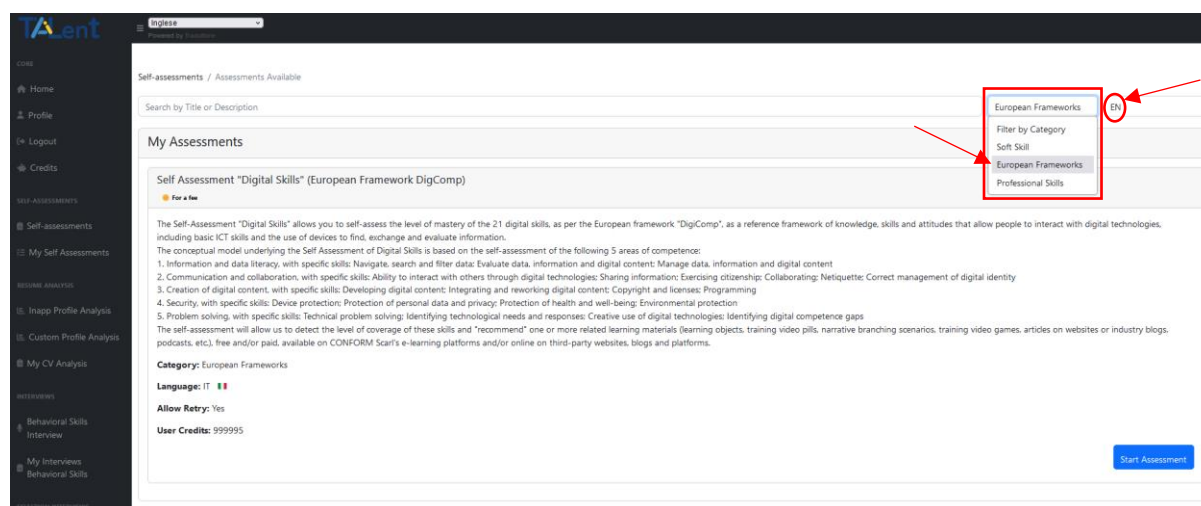 TALent
Inglese
Powered by
CORE
Home
Profile
Logout
Credits
SELF-ASSESSMENTS
Self-assessments
My Self Assessments
RESUME ANALYSIS
Inapp Profile Analysis
Custom Profile Analysis
My CV Analysis
INTERVIEWS
Behavioral Skills
Interview
My Interviews
Behavioral Skills
Self-assessments / Assessments Available
Search by Title or Description
European Frameworks
EN
Filter by Category
Soft Skill
European Frameworks
Professional Skills
My Assessments
Self Assessment "Digital Skills" (European Framework DigComp)
For a fee
The Self-Assessment "Digital Skills" allows you to self-assess the level of mastery of the 21 digital skills, as per the European framework "DigiComp", as a reference framework of knowledge, skills and attitudes that allow people to interact with digital technologies,
including basic ICT skills and the use of devices to find, exchange and evaluate information.
The conceptual model underlying the Self Assessment of Digital Skills is based on the self-assessment of the following 5 areas of competence:
1. Information and data literacy, with specific skills: Navigate, search and filter data; Evaluate data, information and digital content; Manage data, information and digital content
2. Communication and collaboration, with specific skills: Ability to interact with others through digital technologies; Sharing information; Exercising citizenship; Collaborating; Netiquette; Correct management of digital identity
3. Creation of digital content, with specific skills: Developing digital content; Integrating and reworking digital content; Copyright and licenses; Programming
4. Security, with specific skills: Device protection; Protection of personal data and privacy; Protection of health and well-being; Environmental protection
5. Problem solving, with specific skills: Technical problem solving; Identifying technological needs and responses; Creative use of digital technologies; Identifying digital competence gaps
The self-assessment will allow us to detect the level of coverage of these skills and "recommend" one or more related learning materials (learning objects, training video pills, narrative branching scenarios, training video games, articles on websites or industry blogs,
podcasts, etc.), free and/or paid, available on CONFORM Scarl's e-learning platforms and/or online on third-party websites, blogs and platforms.
Category: European Frameworks
Language: IT
Allow Retry: Yes
User Credits: 999995
Start Assessment